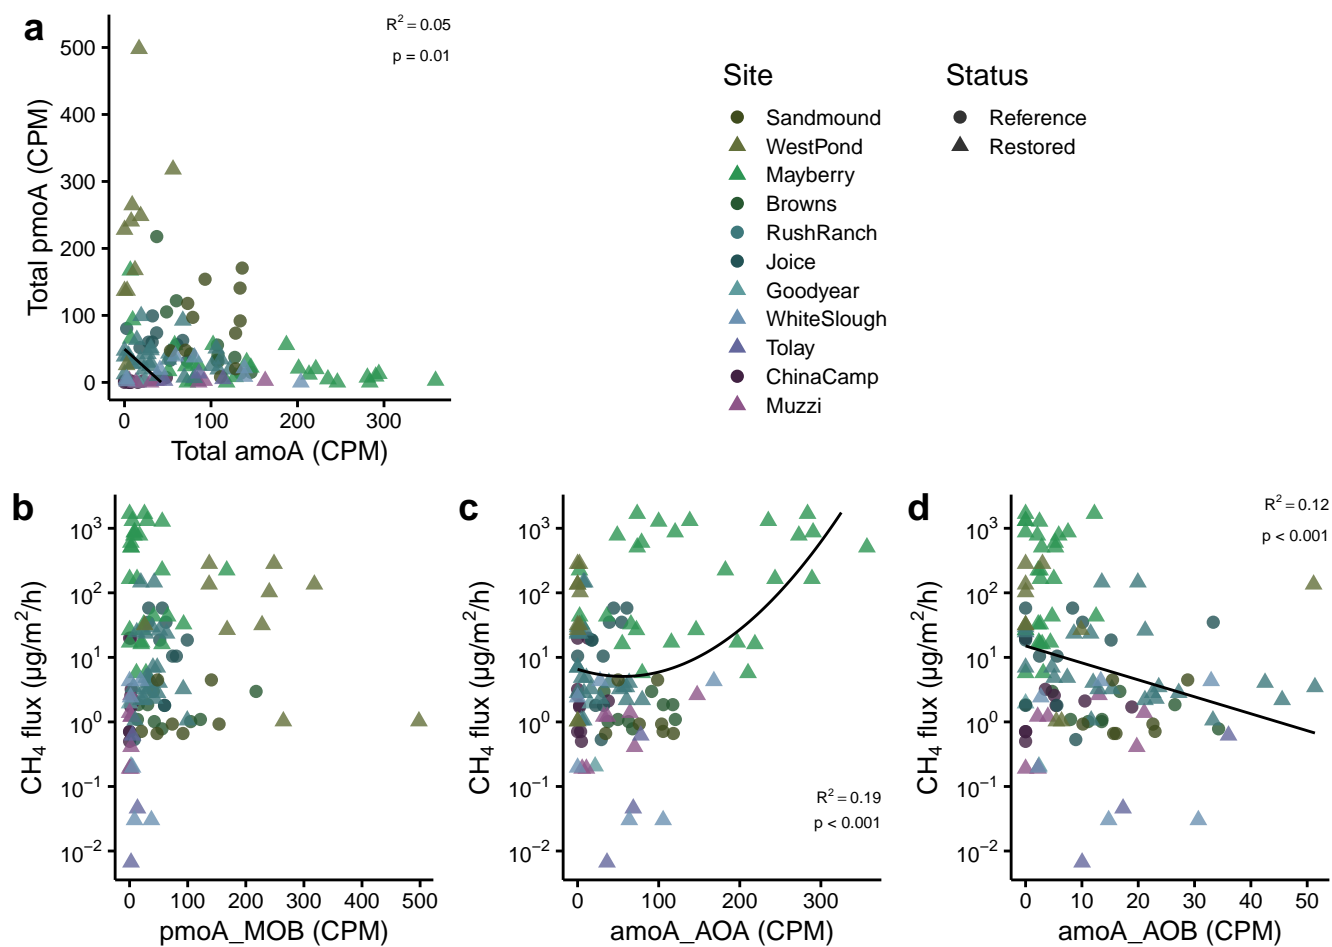 a
R² = 0.05
p = 0.01
500
400
300
200
100
0
Total pmoA (CPM)
0 100 200 300
Total amoA (CPM)
Site
Sandmound
WestPond
Mayberry
Browns
RushRanch
Joice
Goodyear
WhiteSlough
Tolay
ChinaCamp
Muzzi
Status
Reference
Restored
b
10³
10²
10¹
10⁰
10⁻¹
10⁻²
CH₄ flux (μg/m²/h)
0 100 200 300 400 500
pmoA_MOB (CPM)
c
10³
10²
10¹
10⁰
10⁻¹
10⁻²
CH₄ flux (μg/m²/h)
R² = 0.19
p < 0.001
0 100 200 300
amoA_AOA (CPM)
d
R² = 0.12
p < 0.001
10³
10²
10¹
10⁰
10⁻¹
10⁻²
CH₄ flux (μg/m²/h)
0 10 20 30 40 50
amoA_AOB (CPM)